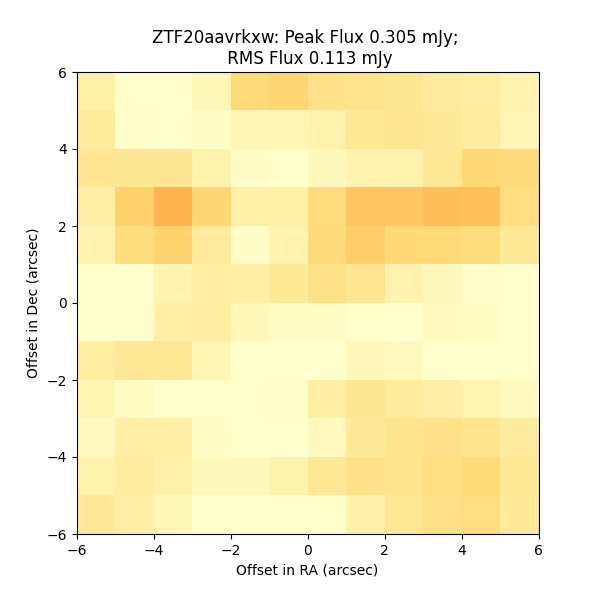 ZTF20aavrkxw: Peak Flux 0.305 mJy;
RMS Flux 0.113 mJy
6
4
2
0
−2
−4
−6
Offset in Dec (arcsec)
−6 −4 −2 0 2 4 6
Offset in RA (arcsec)